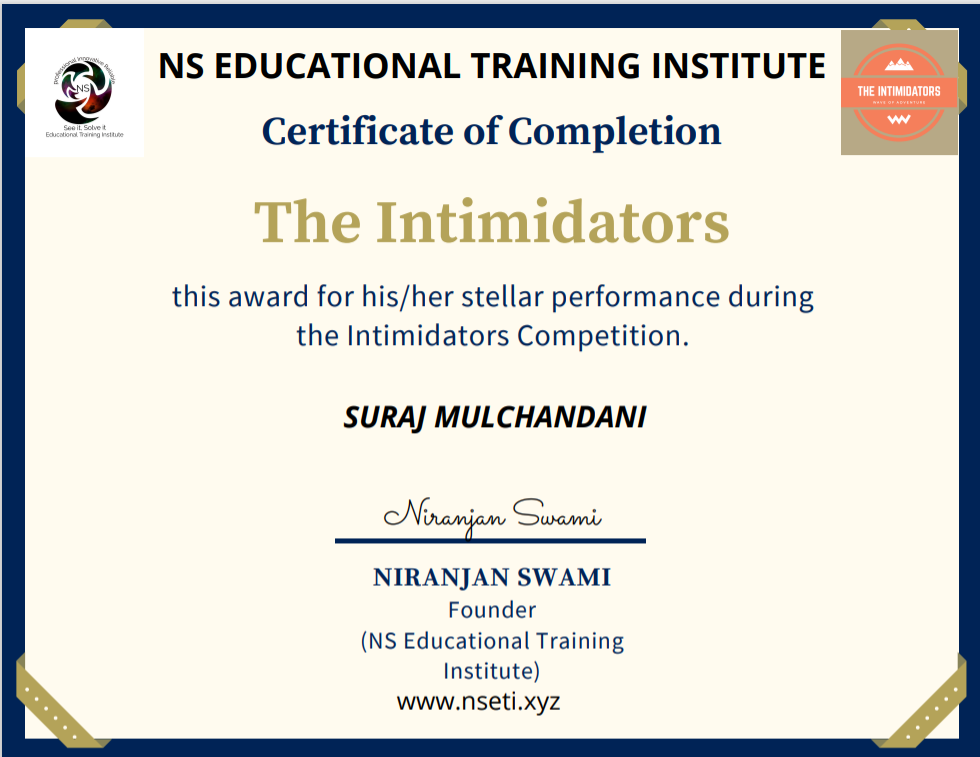 NS EDUCATIONAL TRAINING INSTITUTE
Certificate of Completion
Professional Innovative Reliable
NS
See it, Solve it
Educational Training Institute
THE INTIMIDATORS
MAKE OF ADVENTURE
The Intimidators
this award for his/her stellar performance during
the Intimidators Competition.
SURAJ MULCHANDANI
Niranjan Swami
NIRANJAN SWAMI
Founder
(NS Educational Training
Institute)
www.nseti.xyz